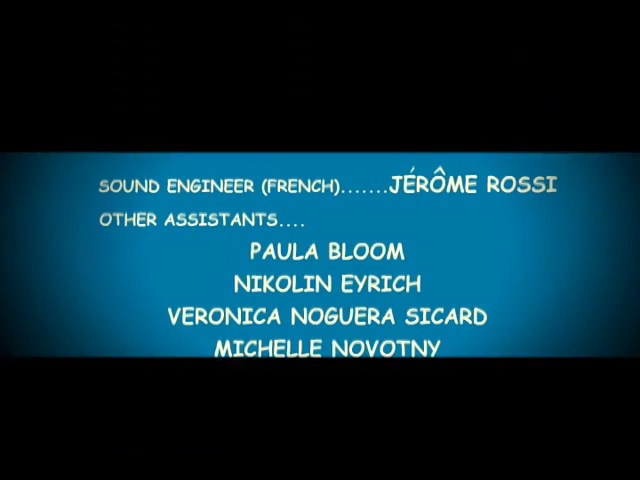 SOUND ENGINEER (FRENCH).......JÉRÔME ROSSI
OTHER ASSISTANTS....
PAULA BLOOM
NIKOLIN EYRICH
VERONICA NOGUERA SICARD
MICHELLE NOVOTNY